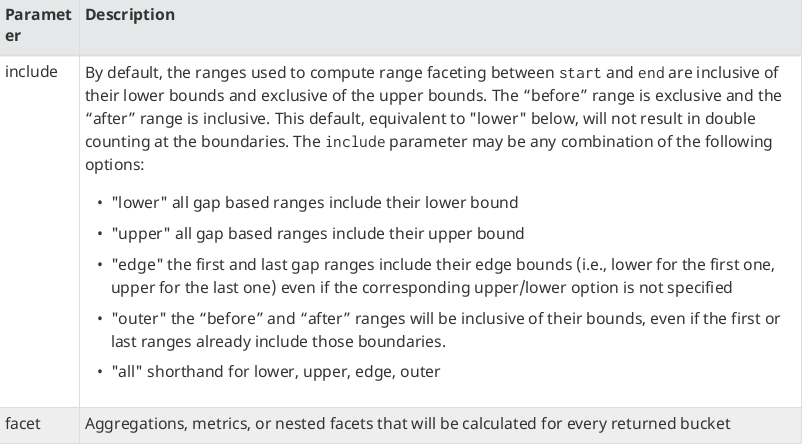 Paramet
er
Description
include
By default, the ranges used to compute range faceting between start and end are inclusive of
their lower bounds and exclusive of the upper bounds. The “before” range is exclusive and the
“after” range is inclusive. This default, equivalent to "lower" below, will not result in double
counting at the boundaries. The include parameter may be any combination of the following
options:
• "lower" all gap based ranges include their lower bound
• "upper" all gap based ranges include their upper bound
• "edge" the first and last gap ranges include their edge bounds (i.e., lower for the first one,
upper for the last one) even if the corresponding upper/lower option is not specified
• "outer" the “before” and “after” ranges will be inclusive of their bounds, even if the first or
last ranges already include those boundaries.
• "all" shorthand for lower, upper, edge, outer
facet
Aggregations, metrics, or nested facets that will be calculated for every returned bucket